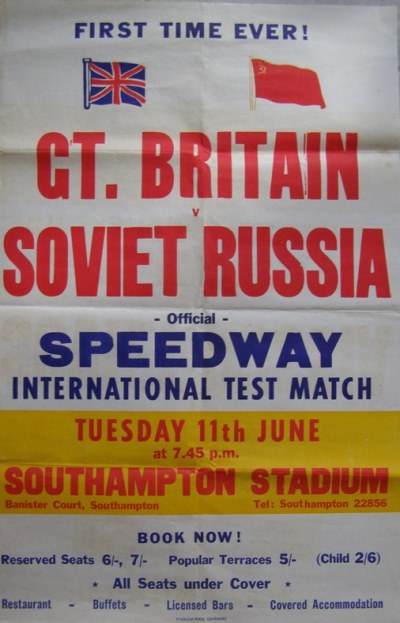 FIRST TIME EVER!
GT. BRITAIN
v
SOVIET RUSSIA
- Official -
SPEEDWAY
INTERNATIONAL TEST MATCH
TUESDAY 11th JUNE
at 7.45 p.m.
SOUTHAMPTON STADIUM
Banister Court, Southampton Tel: Southampton 22856
BOOK NOW!
Reserved Seats 6/-, 7/- Popular Terraces 5/- (Child 2/6)
★ All Seats under Cover ★
Restaurant - Buffets - Licensed Bars - Covered Accommodation